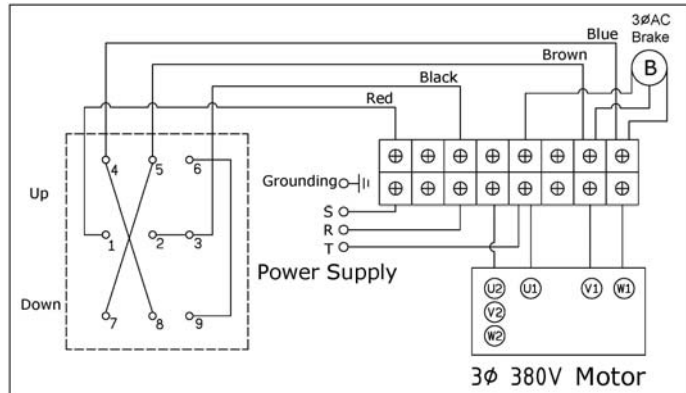 3ØAC
Brake
Blue
Brown
B
Black
Red
4
5
6
Up
Grounding
S
1
2
3
R
T
Power Supply
Down
7
8
9
U2
U1
V1
W1
V2
W2
3Ø 380V Motor